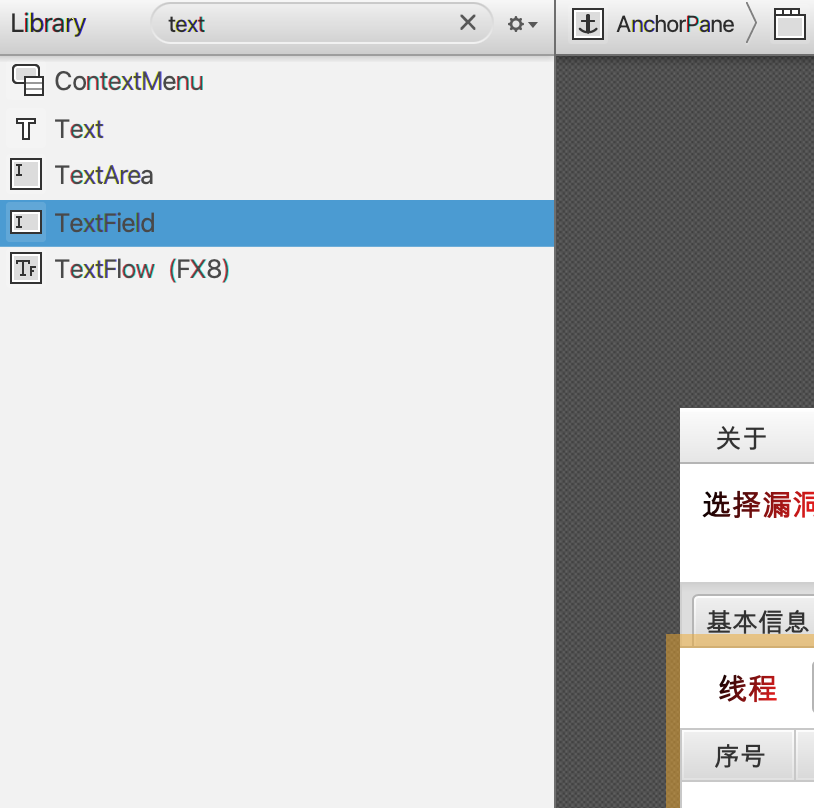 Library
text
AnchorPane
ContextMenu
Text
TextArea
TextField
TextFlow (FX8)
关于
选择漏洞
基本信息
线程
序号